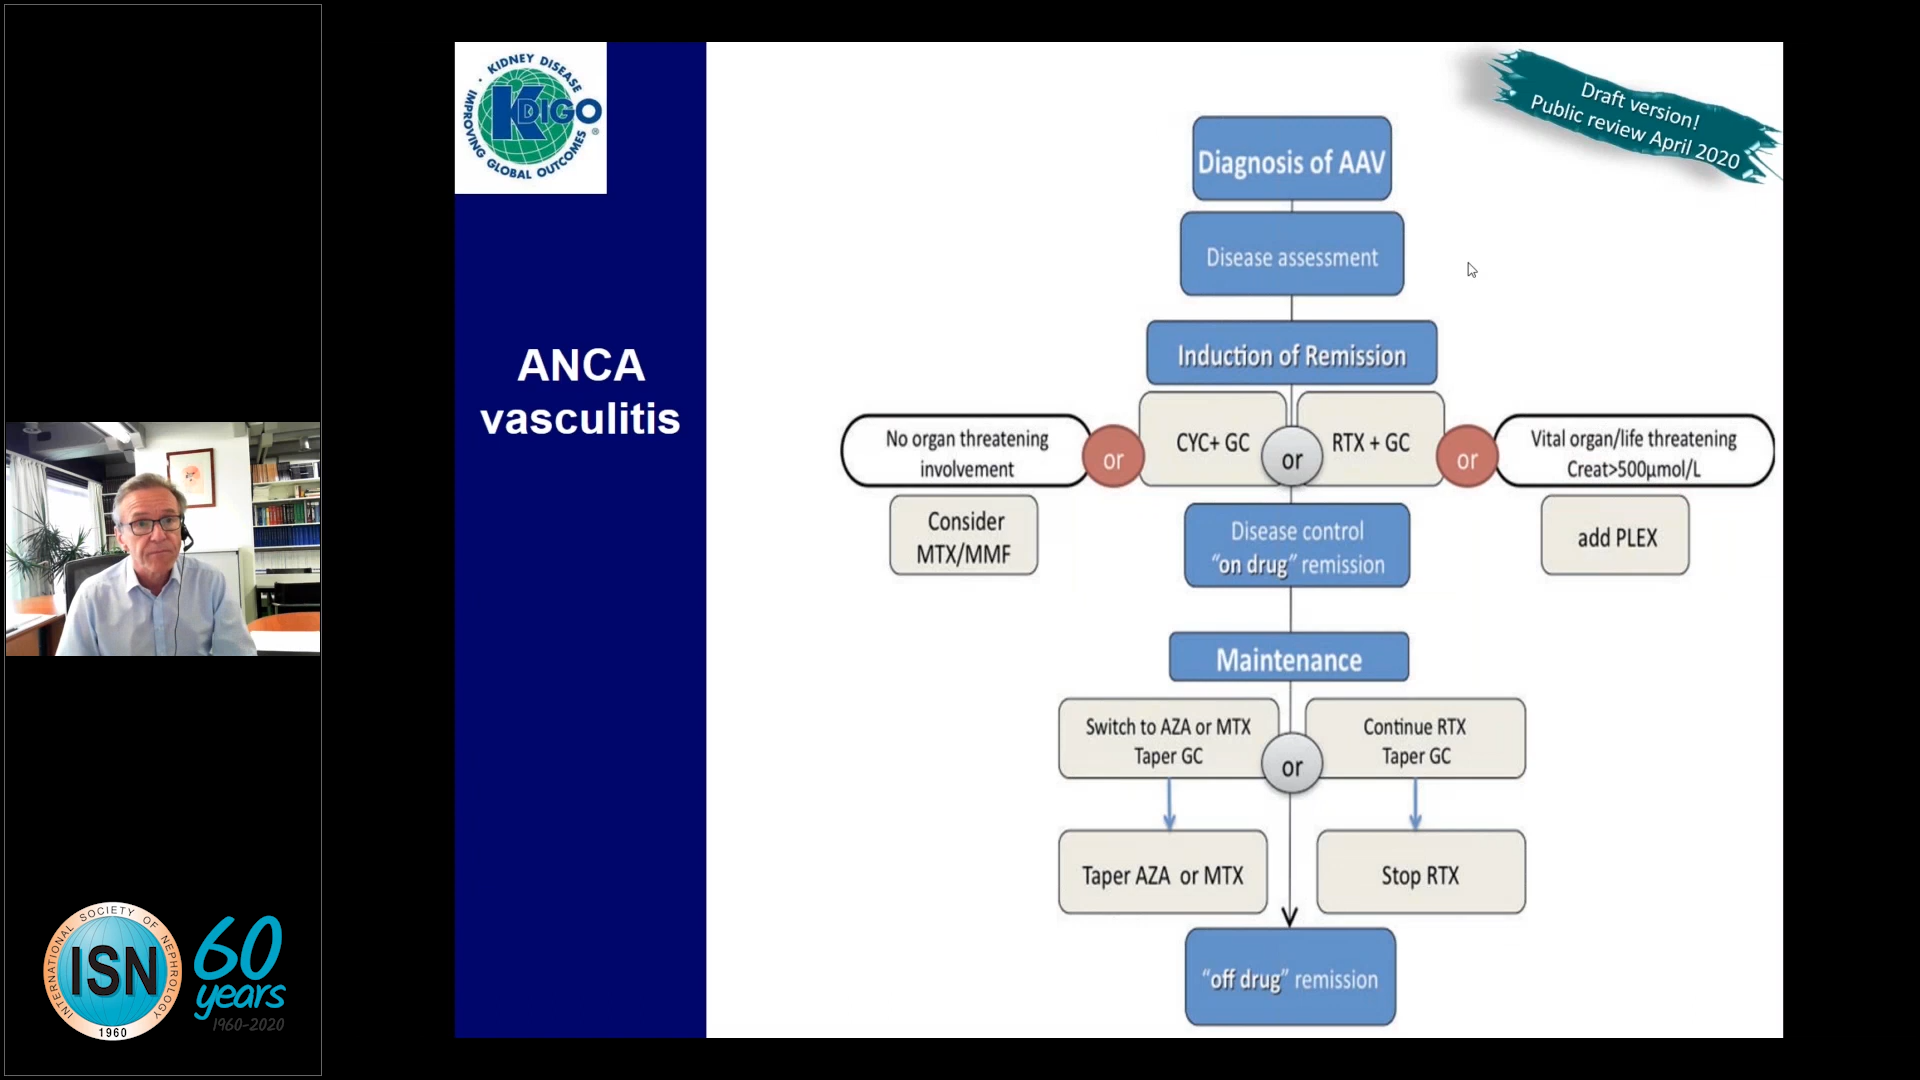 KIDNEY DISEASE
IMPROVING GLOBAL OUTCOMES
KDIGO
®
Draft version!
Public review April 2020
ANCA
vasculitis
Diagnosis of AAV
Disease assessment
Induction of Remission
No organ threatening
involvement
or
CYC+ GC
or
RTX + GC
or
Vital organ/life threatening
Creat>500µmol/L
Consider
MTX/MMF
Disease control
“on drug” remission
add PLEX
Maintenance
Switch to AZA or MTX
Taper GC
or
Continue RTX
Taper GC
Taper AZA or MTX
Stop RTX
“off drug” remission
INTERNATIONAL SOCIETY OF NEPHROLOGY
ISN
1960
60
years
1960-2020